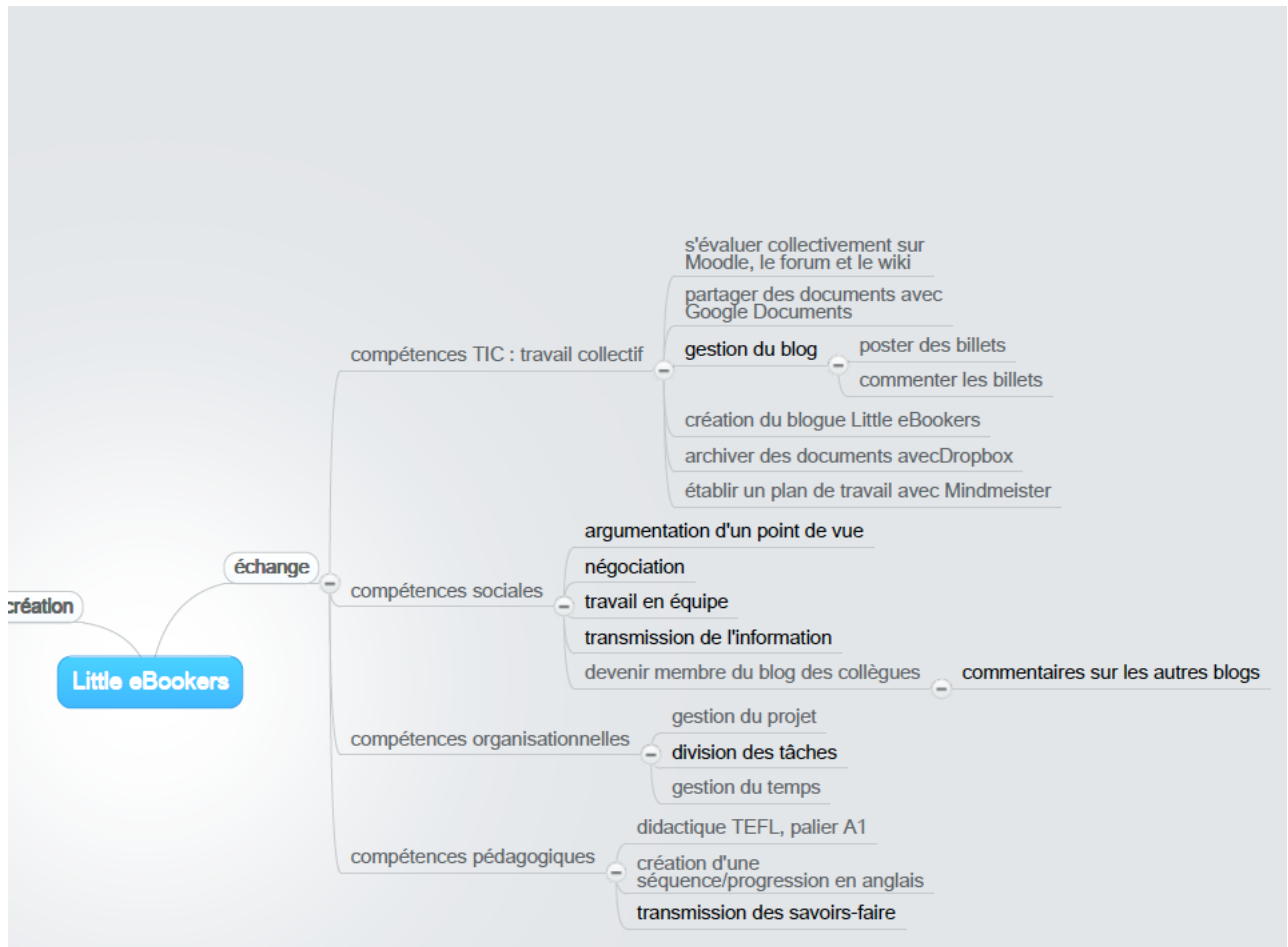 s'évaluer collectivement sur
Moodle, le forum et le wiki
partager des documents avec
Google Documents
compétences TIC : travail collectif
gestion du blog
poster des billets
commenter les billets
création du blogue Little eBookers
archiver des documents avecDropbox
établir un plan de travail avec Mindmeister
échange
création
Little eBookers
compétences sociales
argumentation d'un point de vue
négociation
travail en équipe
transmission de l'information
devenir membre du blog des collègues
commentaires sur les autres blogs
compétences organisationnelles
gestion du projet
division des tâches
gestion du temps
compétences pédagogiques
didactique TEFL, palier A1
création d'une
séquence/progression en anglais
transmission des savoirs-faire